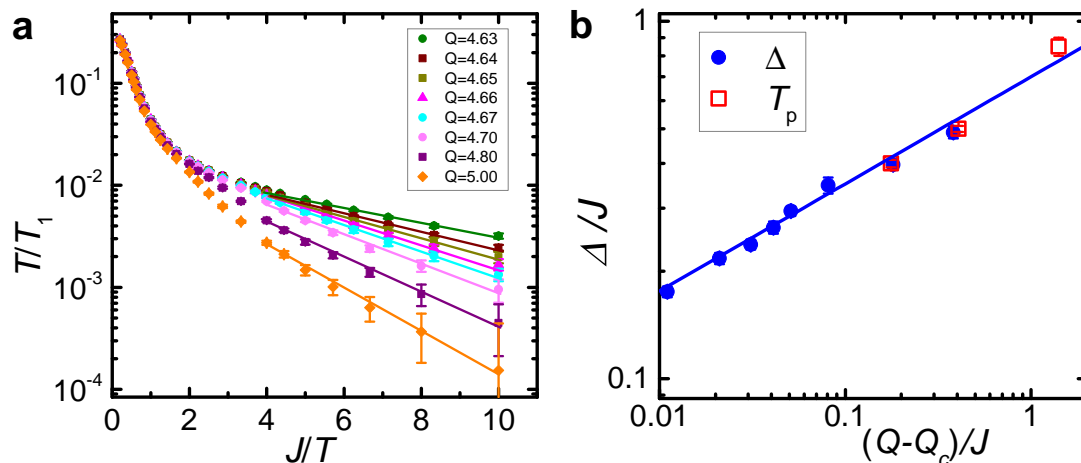 a
T/T₁
10⁻¹
10⁻²
10⁻³
10⁻⁴
0 2 4 6 8 10
J/T
Q=4.63
Q=4.64
Q=4.65
Q=4.66
Q=4.67
Q=4.70
Q=4.80
Q=5.00
b
Δ/J
1
0.1
0.01 0.1 1
(Q-Q_c)/J
Δ
T_p